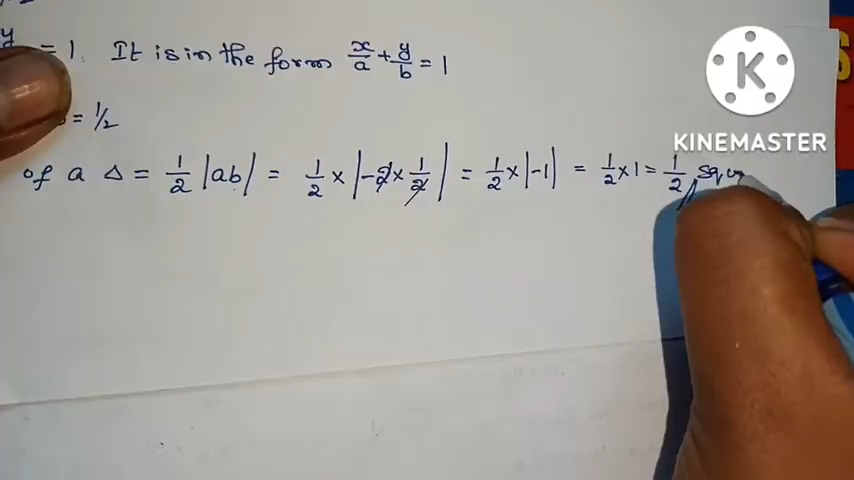 y = 1. It is in the form x/a + y/b = 1
= 1/2
of a Δ = 1/2 |ab| = 1/2 × |-2 × 1/2| = 1/2 × |-1| = 1/2 × 1 = 1/2 squ
K
KINEMASTER